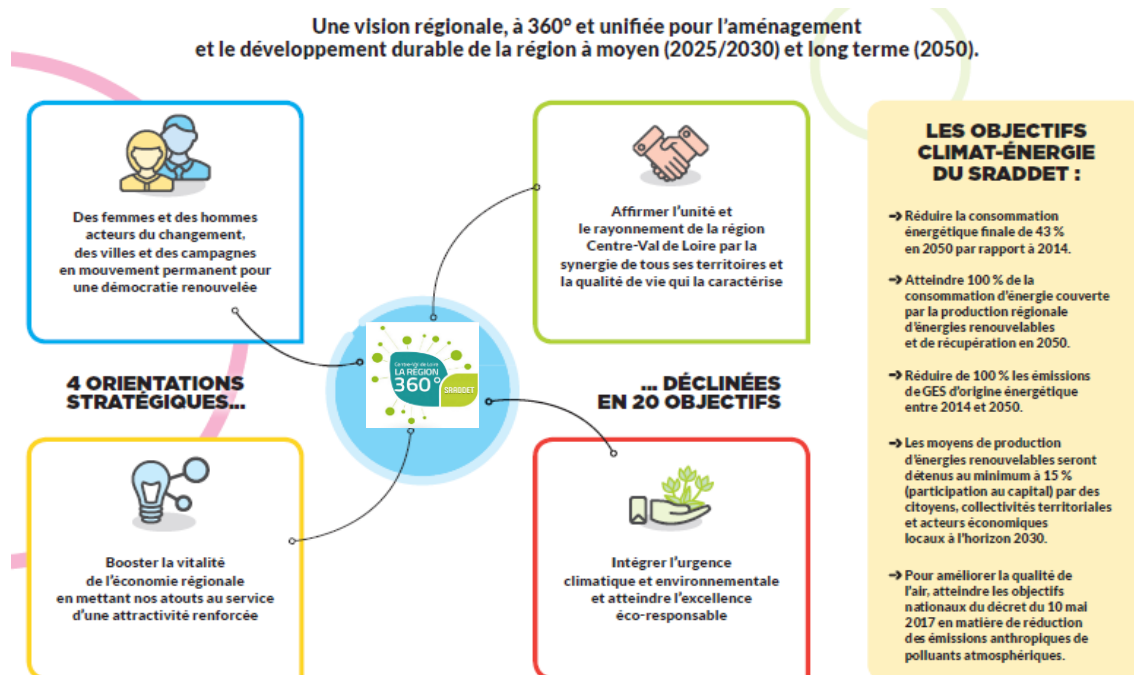 Une vision régionale, à 360° et unifiée pour l'aménagement
et le développement durable de la région à moyen (2025/2030) et long terme (2050).
Des femmes et des hommes
acteurs du changement,
des villes et des campagnes
en mouvement permanent pour
une démocratie renouvelée
Affirmer l'unité et
le rayonnement de la région
Centre-Val de Loire par la
synergie de tous ses territoires et
la qualité de vie qui la caractérise
4 ORIENTATIONS
STRATÉGIQUES...
Centre-Val de Loire
LA RÉGION
360°
SRADDET
... DÉCLINÉES
EN 20 OBJECTIFS
Booster la vitalité
de l'économie régionale
en mettant nos atouts au service
d'une attractivité renforcée
Intégrer l'urgence
climatique et environnementale
et atteindre l'excellence
éco-responsable
LES OBJECTIFS
CLIMAT-ÉNERGIE
DU SRADDET :
→ Réduire la consommation
énergétique finale de 43 %
en 2050 par rapport à 2014.
→ Atteindre 100 % de la
consommation d'énergie couverte
par la production régionale
d'énergies renouvelables
et de récupération en 2050.
→ Réduire de 100 % les émissions
de GES d'origine énergétique
entre 2014 et 2050.
→ Les moyens de production
d'énergies renouvelables seront
détenus au minimum à 15 %
(participation au capital) par des
citoyens, collectivités territoriales
et acteurs économiques
locaux à l'horizon 2030.
→ Pour améliorer la qualité de
l'air, atteindre les objectifs
nationaux du décret du 10 mai
2017 en matière de réduction
des émissions anthropiques de
polluants atmosphériques.